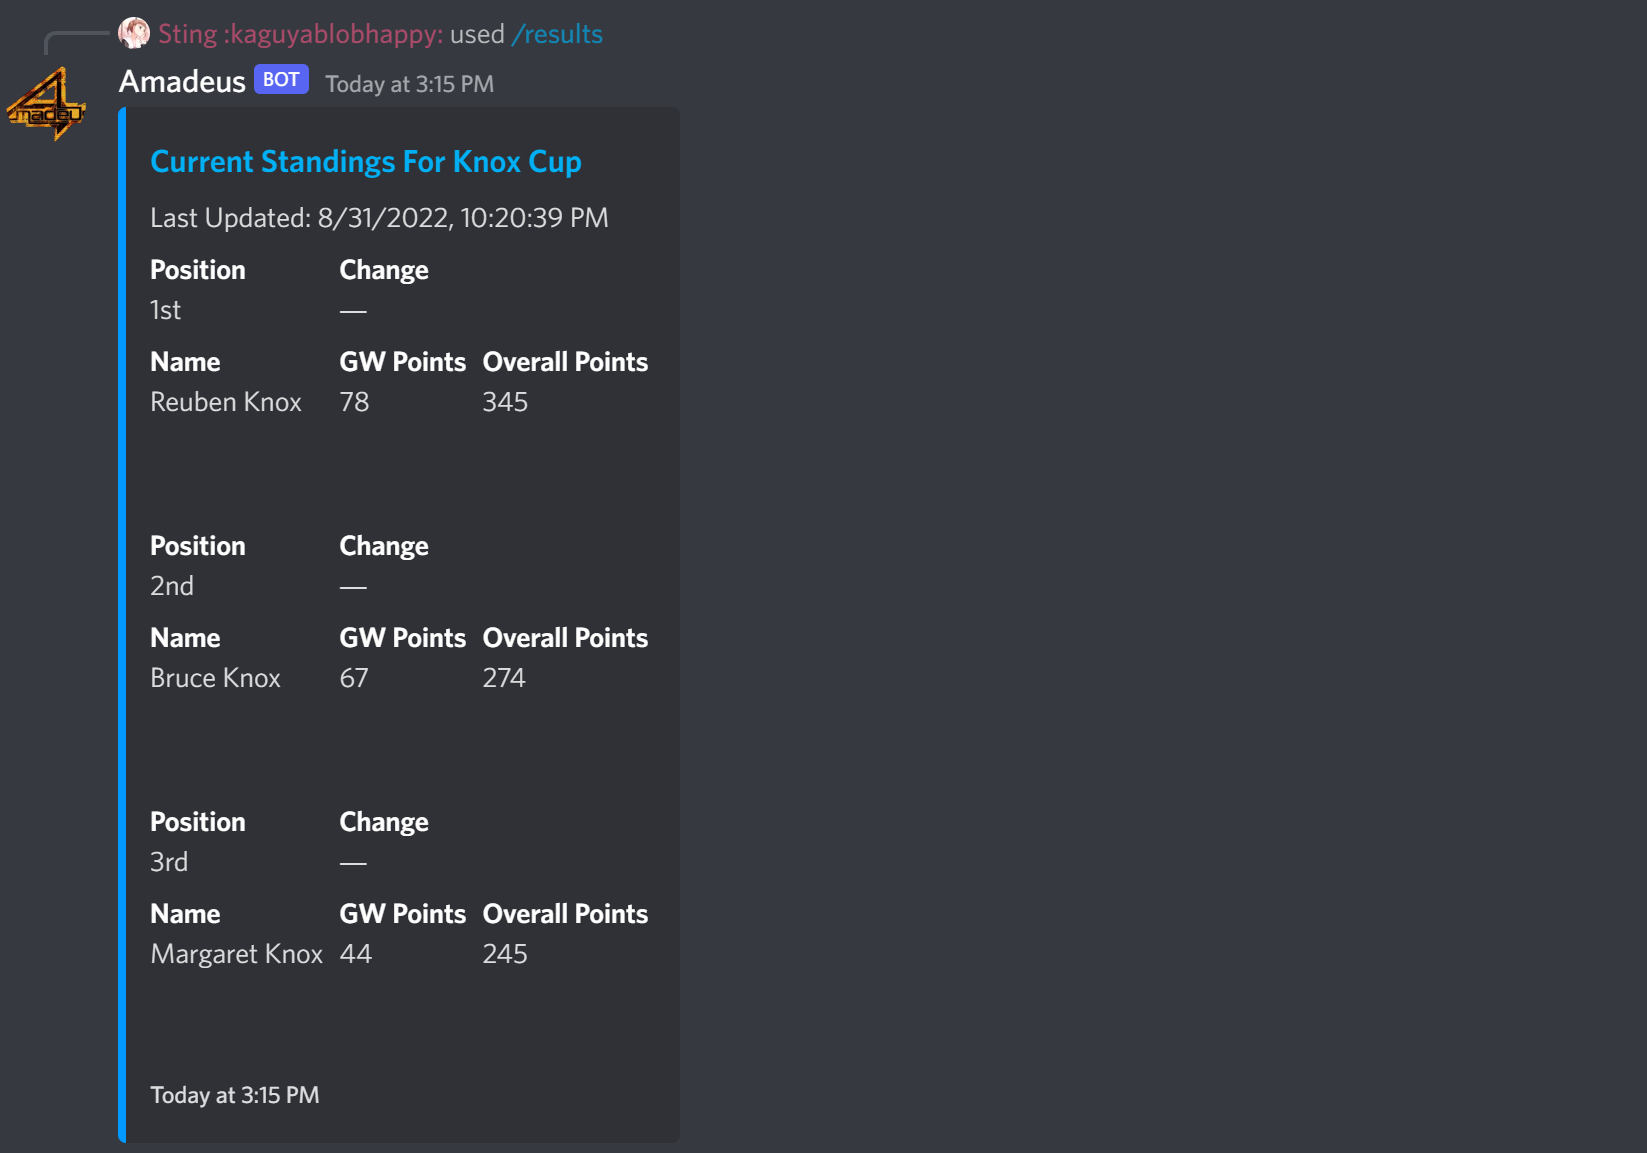 Sting :kaguyablobhappy: used /results
Amadeus BOT Today at 3:15 PM
Amadeus
Current Standings For Knox Cup
Last Updated: 8/31/2022, 10:20:39 PM
Position Change
1st —
Name GW Points Overall Points
Reuben Knox 78 345
Position Change
2nd —
Name GW Points Overall Points
Bruce Knox 67 274
Position Change
3rd —
Name GW Points Overall Points
Margaret Knox 44 245
Today at 3:15 PM